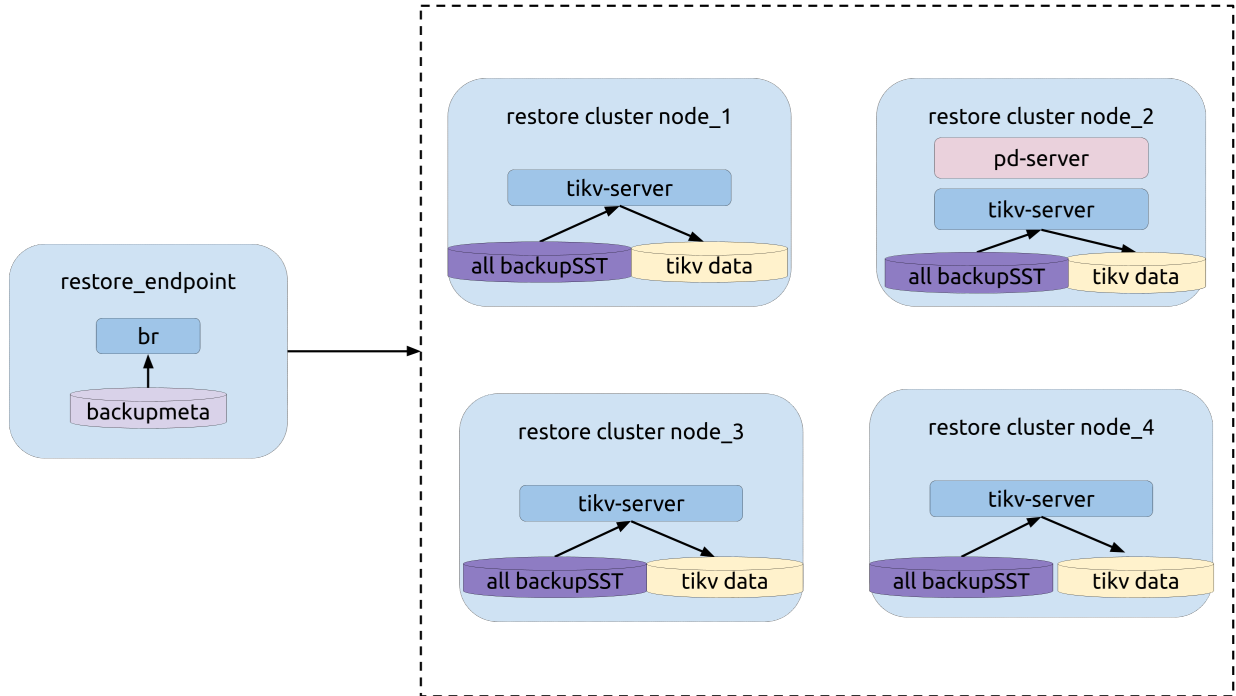 restore_endpoint
br
backupmeta
restore cluster node_1
tikv-server
all backupSST
tikv data
restore cluster node_2
pd-server
tikv-server
all backupSST
tikv data
restore cluster node_3
tikv-server
all backupSST
tikv data
restore cluster node_4
tikv-server
all backupSST
tikv data